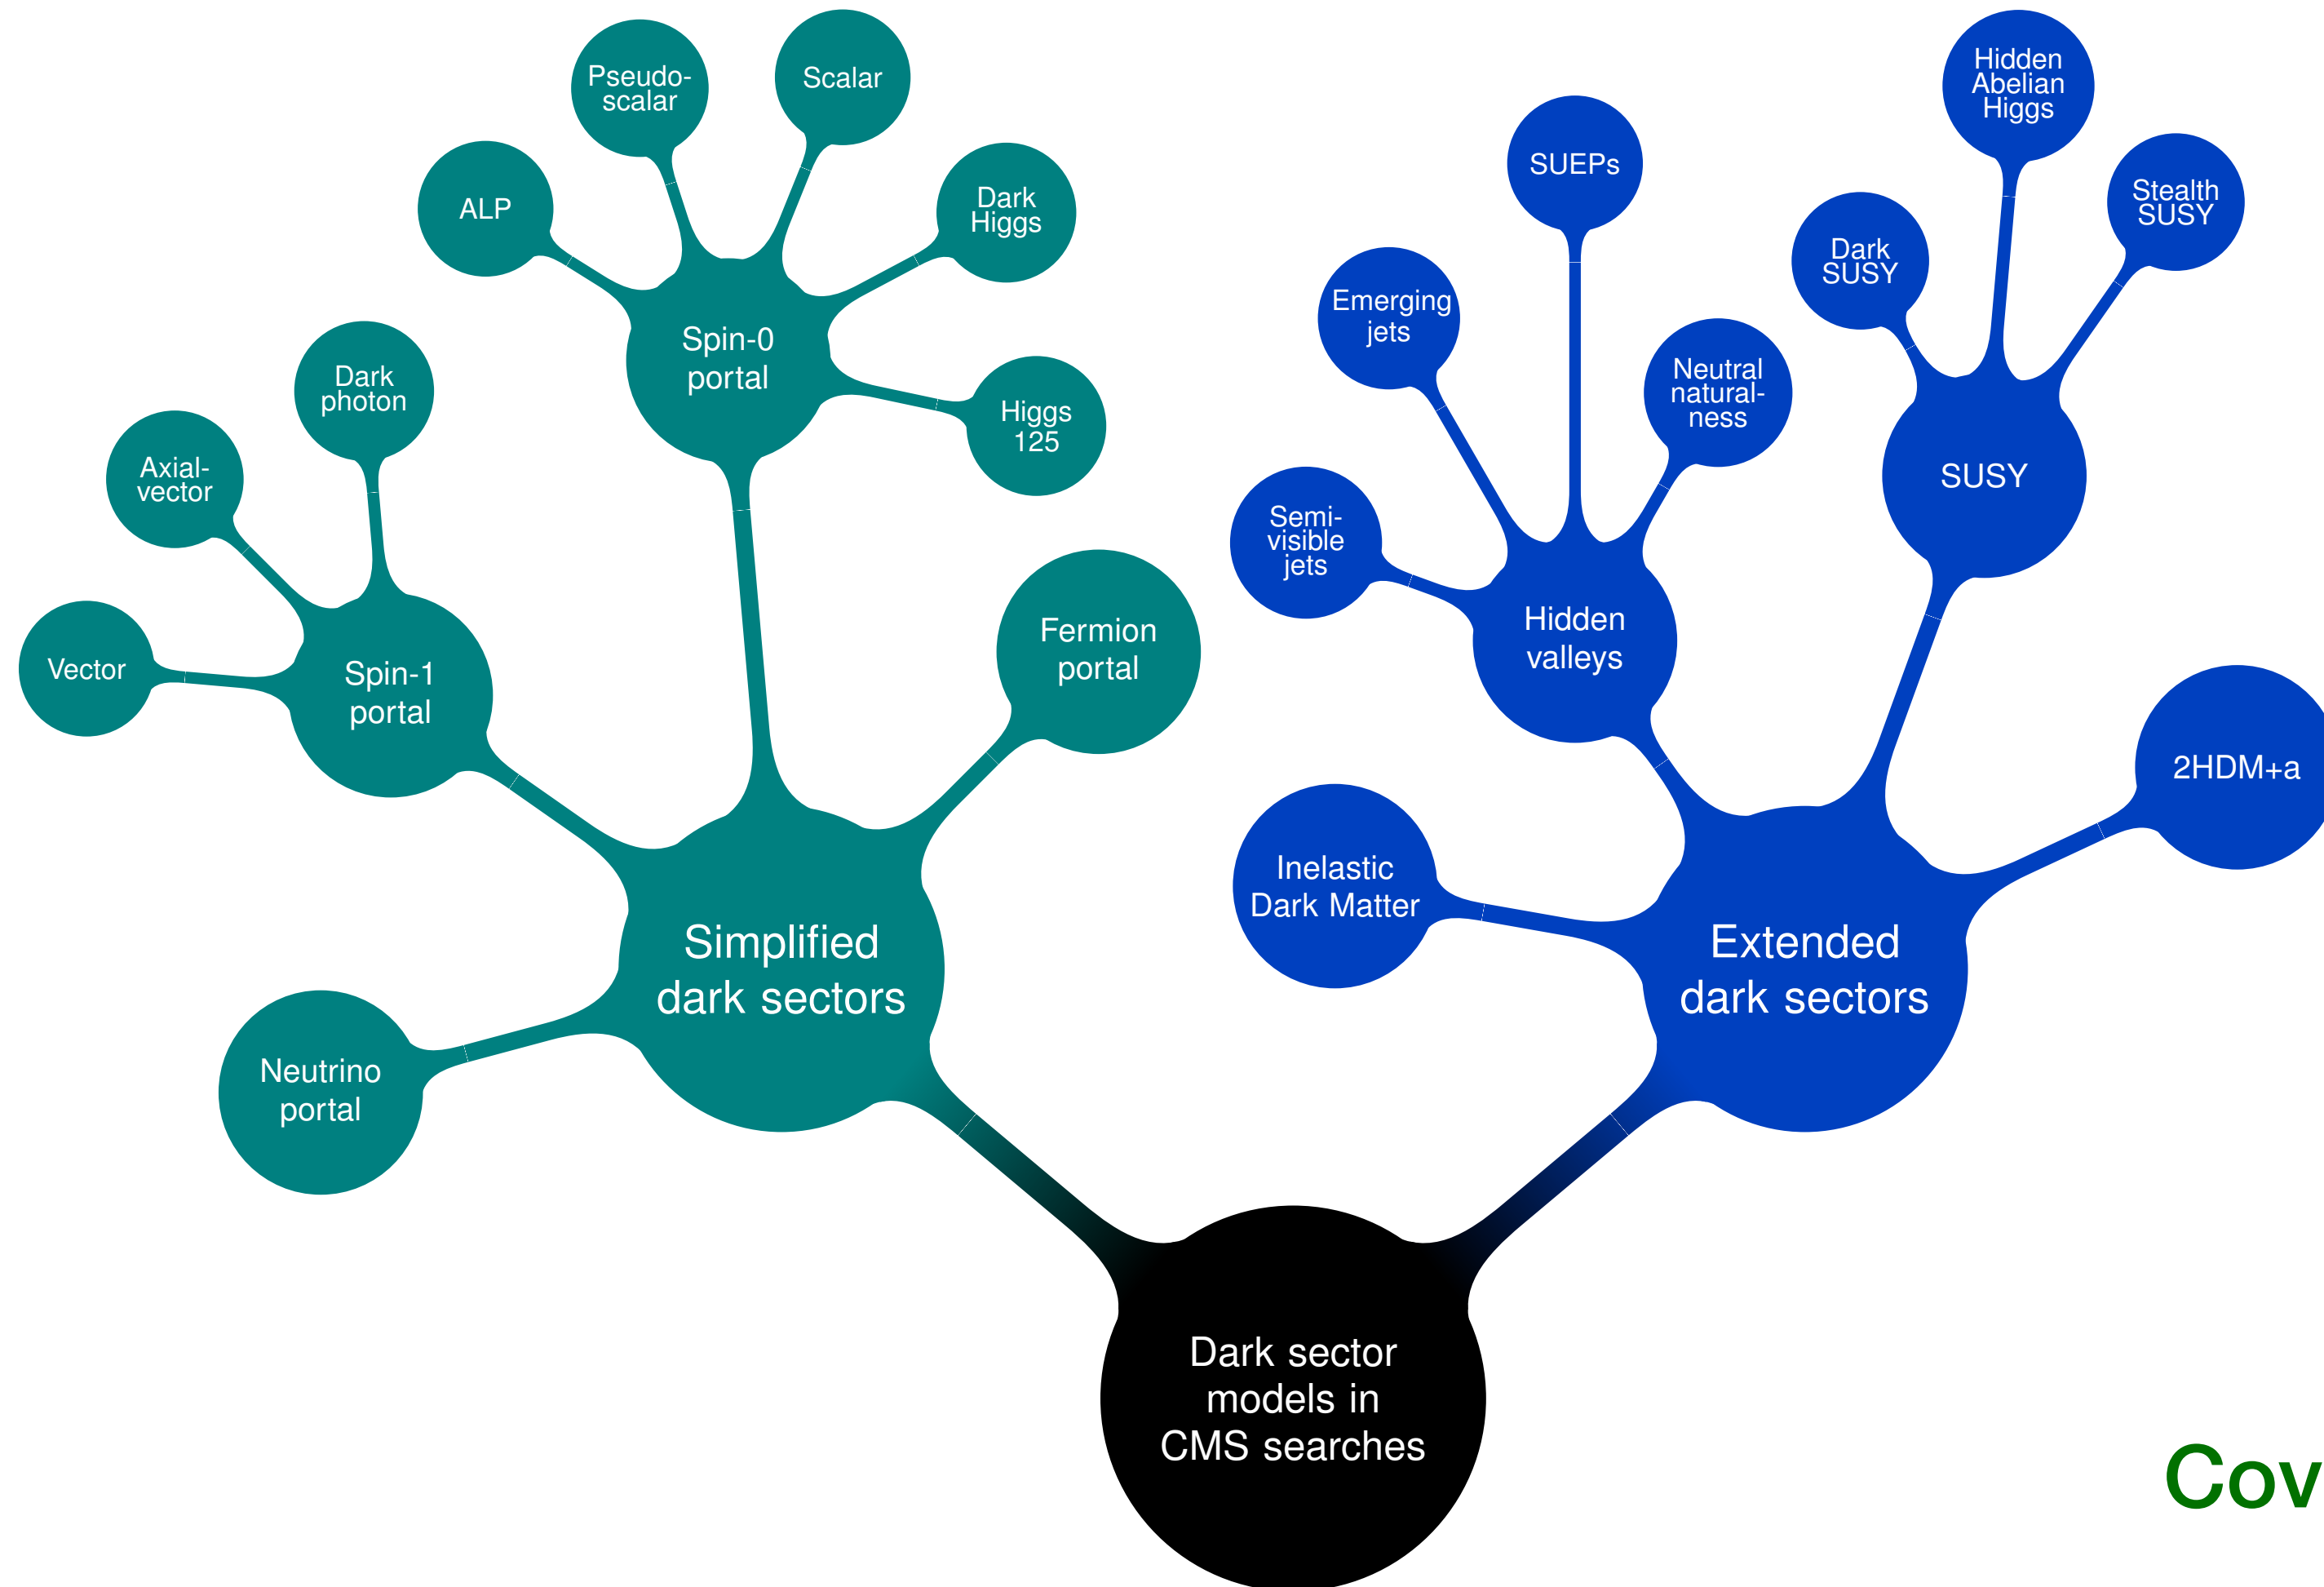 Pseudo-
scalar
Scalar
ALP
Dark
Higgs
Spin-0
portal
Higgs
125
Dark
photon
Axial-
vector
Vector
Spin-1
portal
Fermion
portal
Simplified
dark sectors
Neutrino
portal
Hidden
Abelian
Higgs
SUEPs
Stealth
SUSY
Dark
SUSY
Emerging
jets
Neutral
natural-
ness
SUSY
Semi-
visible
jets
Hidden
valleys
2HDM+a
Inelastic
Dark Matter
Extended
dark sectors
Dark sector
models in
CMS searches
Cov